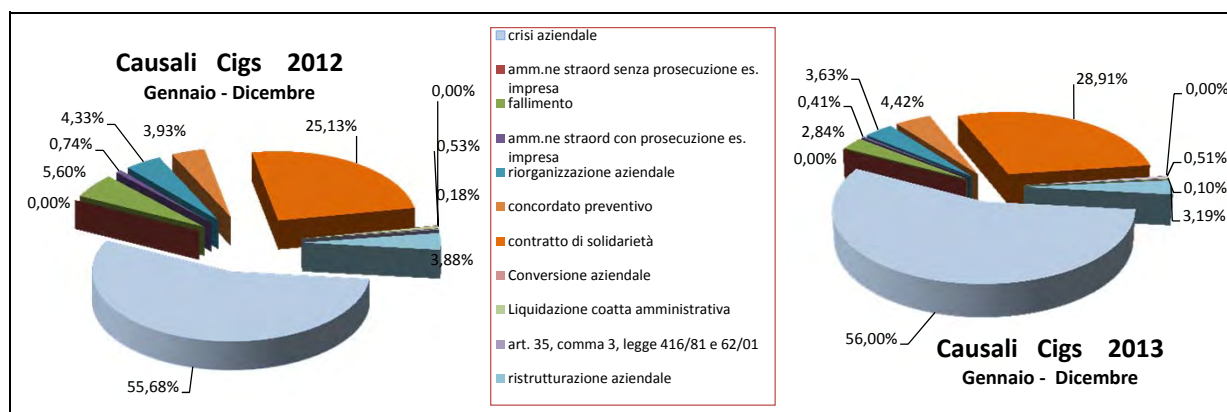 Causali Cigs 2012
Gennaio - Dicembre
0,00%
4,33%
3,93%
25,13%
0,74%
0,53%
5,60%
0,18%
0,00%
3,88%
55,68%
crisi aziendale
amm.ne straord senza prosecuzione es.
impresa
fallimento
amm.ne straord con prosecuzione es.
impresa
riorganizzazione aziendale
concordato preventivo
contratto di solidarietà
Conversione aziendale
Liquidazione coatta amministrativa
art. 35, comma 3, legge 416/81 e 62/01
ristrutturazione aziendale
3,63%
28,91%
0,00%
0,41%
4,42%
2,84%
0,51%
0,00%
0,10%
3,19%
56,00%
Causali Cigs 2013
Gennaio - Dicembre